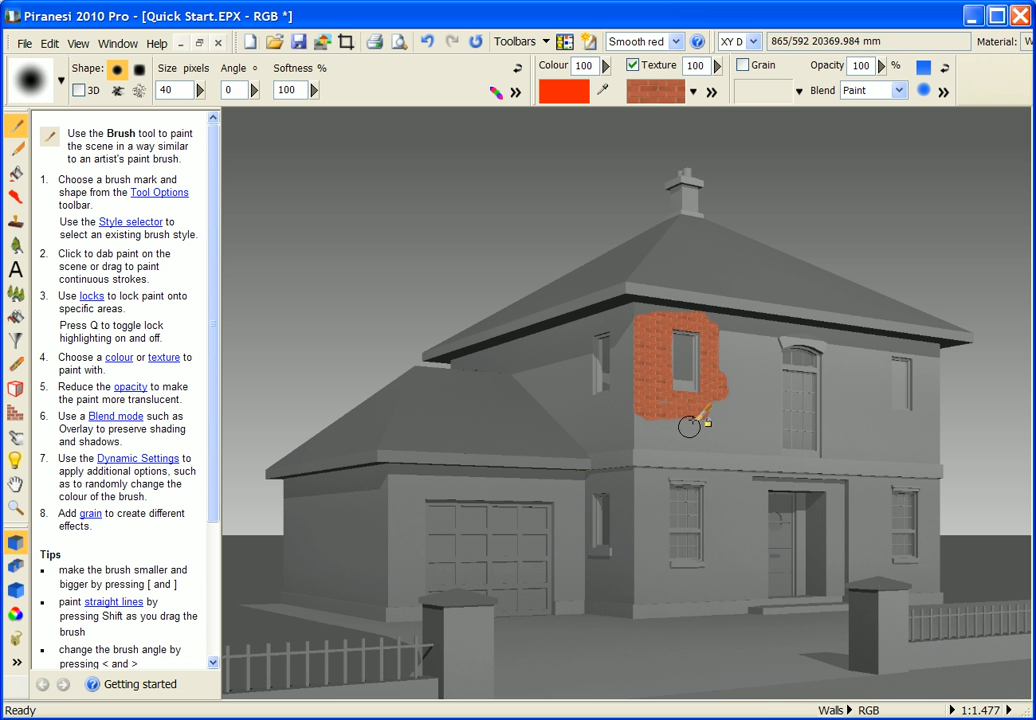 Piranesi 2010 Pro - [Quick Start.EPX - RGB *]
File Edit View Window Help Toolbars Smooth red XY D 865/592 20369.984 mm Material:
Shape: Size pixels Angle ° Softness % Colour 100 Texture 100 Grain Opacity 100 %
3D 40 0 100 Blend Paint
Use the Brush tool to paint
the scene in a way similar
to an artist's paint brush.
1. Choose a brush mark and
shape from the Tool Options
toolbar.
Use the Style selector to
select an existing brush style.
2. Click to dab paint on the
scene or drag to paint
continuous strokes.
3. Use locks to lock paint onto
specific areas.
Press Q to toggle lock
highlighting on and off.
4. Choose a colour or texture to
paint with.
5. Reduce the opacity to make
the paint more translucent.
6. Use a Blend mode such as
Overlay to preserve shading
and shadows.
7. Use the Dynamic Settings to
apply additional options, such
as to randomly change the
colour of the brush.
8. Add grain to create different
effects.
Tips
▪ make the brush smaller and
bigger by pressing [ and ]
▪ paint straight lines by
pressing Shift as you drag the
brush
▪ change the brush angle by
pressing < and >
Getting started
Ready Walls RGB 1:1.477